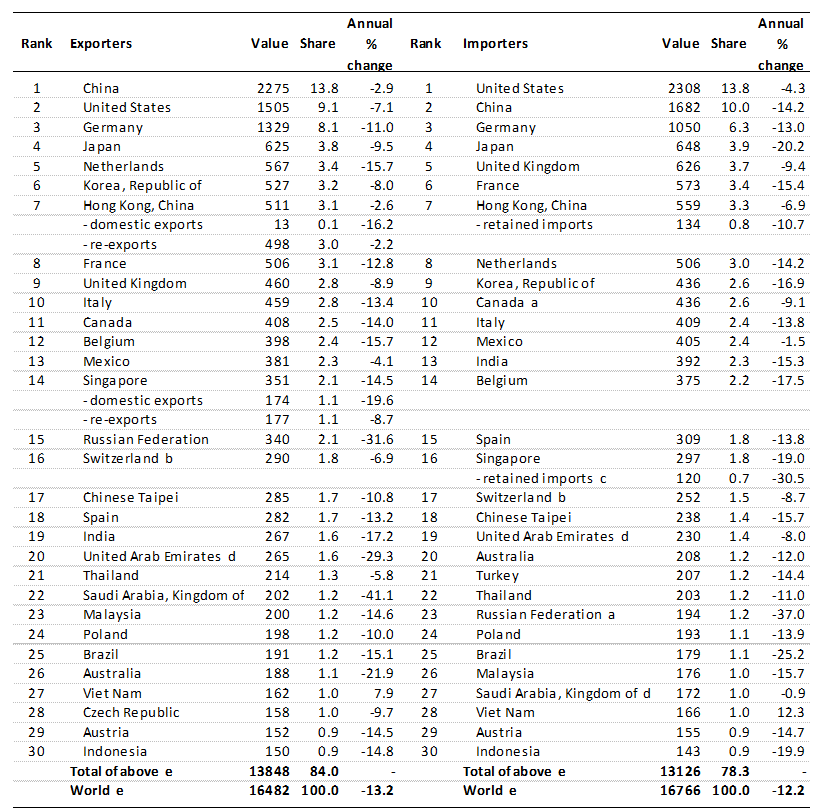 Annual Annual
Rank Exporters Value Share % Rank Importers Value Share %
change change
1 China 2275 13.8 -2.9 1 United States 2308 13.8 -4.3
2 United States 1505 9.1 -7.1 2 China 1682 10.0 -14.2
3 Germany 1329 8.1 -11.0 3 Germany 1050 6.3 -13.0
4 Japan 625 3.8 -9.5 4 Japan 648 3.9 -20.2
5 Netherlands 567 3.4 -15.7 5 United Kingdom 626 3.7 -9.4
6 Korea, Republic of 527 3.2 -8.0 6 France 573 3.4 -15.4
7 Hong Kong, China 511 3.1 -2.6 7 Hong Kong, China 559 3.3 -6.9
- domestic exports 13 0.1 -16.2 - retained imports 134 0.8 -10.7
- re-exports 498 3.0 -2.2
8 France 506 3.1 -12.8 8 Netherlands 506 3.0 -14.2
9 United Kingdom 460 2.8 -8.9 9 Korea, Republic of 436 2.6 -16.9
10 Italy 459 2.8 -13.4 10 Canada a 436 2.6 -9.1
11 Canada 408 2.5 -14.0 11 Italy 409 2.4 -13.8
12 Belgium 398 2.4 -15.7 12 Mexico 405 2.4 -1.5
13 Mexico 381 2.3 -4.1 13 India 392 2.3 -15.3
14 Singapore 351 2.1 -14.5 14 Belgium 375 2.2 -17.5
- domestic exports 174 1.1 -19.6
- re-exports 177 1.1 -8.7
15 Russian Federation 340 2.1 -31.6 15 Spain 309 1.8 -13.8
16 Switzerland b 290 1.8 -6.9 16 Singapore 297 1.8 -19.0
- retained imports c 120 0.7 -30.5
17 Chinese Taipei 285 1.7 -10.8 17 Switzerland b 252 1.5 -8.7
18 Spain 282 1.7 -13.2 18 Chinese Taipei 238 1.4 -15.7
19 India 267 1.6 -17.2 19 United Arab Emirates d 230 1.4 -8.0
20 United Arab Emirates d 265 1.6 -29.3 20 Australia 208 1.2 -12.0
21 Thailand 214 1.3 -5.8 21 Turkey 207 1.2 -14.4
22 Saudi Arabia, Kingdom of 202 1.2 -41.1 22 Thailand 203 1.2 -11.0
23 Malaysia 200 1.2 -14.6 23 Russian Federation a 194 1.2 -37.0
24 Poland 198 1.2 -10.0 24 Poland 193 1.1 -13.9
25 Brazil 191 1.2 -15.1 25 Brazil 179 1.1 -25.2
26 Australia 188 1.1 -21.9 26 Malaysia 176 1.0 -15.7
27 Viet Nam 162 1.0 7.9 27 Saudi Arabia, Kingdom of d 172 1.0 -0.9
28 Czech Republic 158 1.0 -9.7 28 Viet Nam 166 1.0 12.3
29 Austria 152 0.9 -14.5 29 Austria 155 0.9 -14.7
30 Indonesia 150 0.9 -14.8 30 Indonesia 143 0.9 -19.9
Total of above e 13848 84.0 - Total of above e 13126 78.3 -
World e 16482 100.0 -13.2 World e 16766 100.0 -12.2